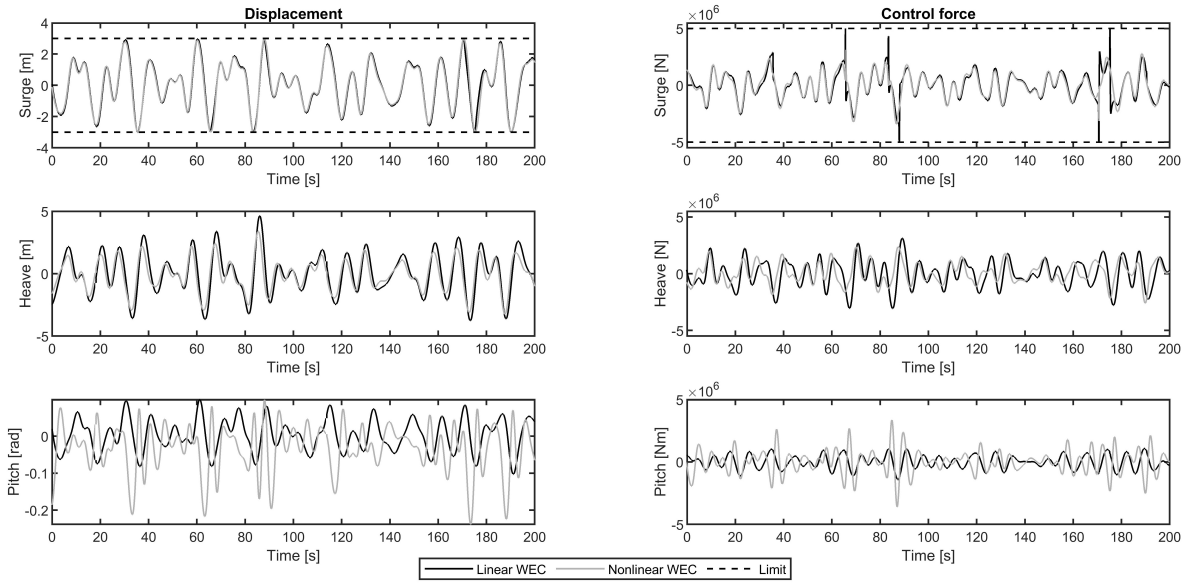 Displacement
4
2
0
-2
-4
Surge [m]
0 20 40 60 80 100 120 140 160 180 200
Time [s]
Control force
×10^6
5
0
-5
Surge [N]
0 20 40 60 80 100 120 140 160 180 200
Time [s]
5
0
-5
Heave [m]
0 20 40 60 80 100 120 140 160 180 200
Time [s]
×10^6
5
0
-5
Heave [N]
0 20 40 60 80 100 120 140 160 180 200
Time [s]
0
-0.1
-0.2
Pitch [rad]
0 20 40 60 80 100 120 140 160 180 200
Time [s]
×10^6
5
0
-5
Pitch [Nm]
0 20 40 60 80 100 120 140 160 180 200
Time [s]
Linear WEC Nonlinear WEC Limit